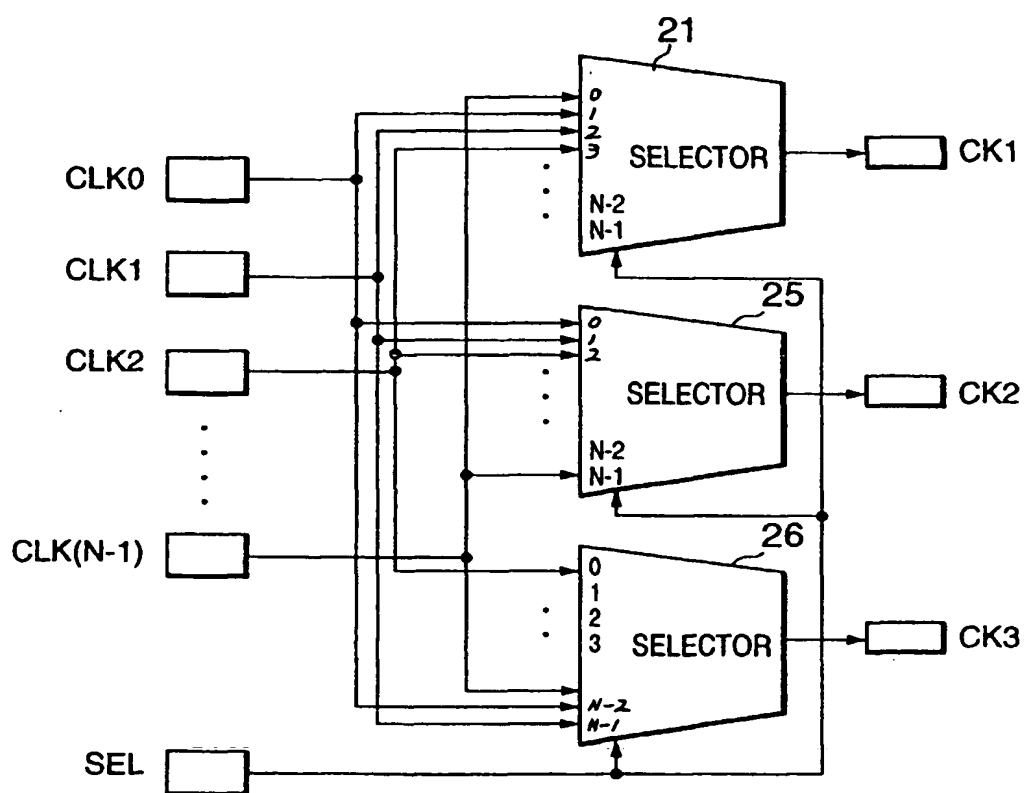 21
0
1
2
3
SELECTOR
N-2
N-1
CK1
CLK0
CLK1
CLK2
CLK(N-1)
SEL
25
0
1
2
SELECTOR
N-2
N-1
CK2
26
0
1
2
3
SELECTOR
N-2
N-1
CK3